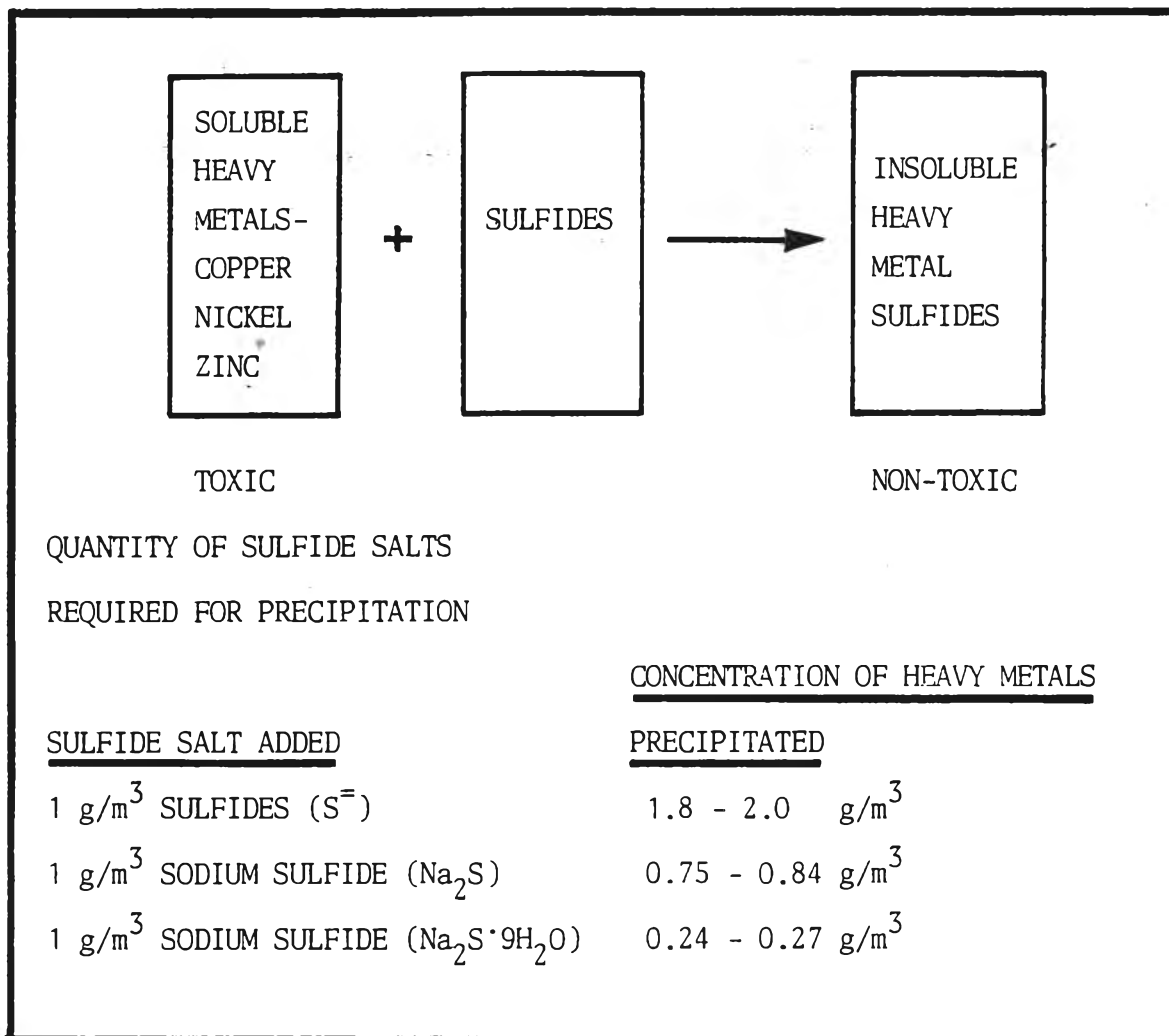 SOLUBLE
HEAVY
METALS-
COPPER
NICKEL
ZINC
+
SULFIDES
INSOLUBLE
HEAVY
METAL
SULFIDES
TOXIC
NON-TOXIC
QUANTITY OF SULFIDE SALTS
REQUIRED FOR PRECIPITATION
CONCENTRATION OF HEAVY METALS
SULFIDE SALT ADDED PRECIPITATED
1 g/m³ SULFIDES (S⁼) 1.8 - 2.0 g/m³
1 g/m³ SODIUM SULFIDE (Na₂S) 0.75 - 0.84 g/m³
1 g/m³ SODIUM SULFIDE (Na₂S·9H₂O) 0.24 - 0.27 g/m³